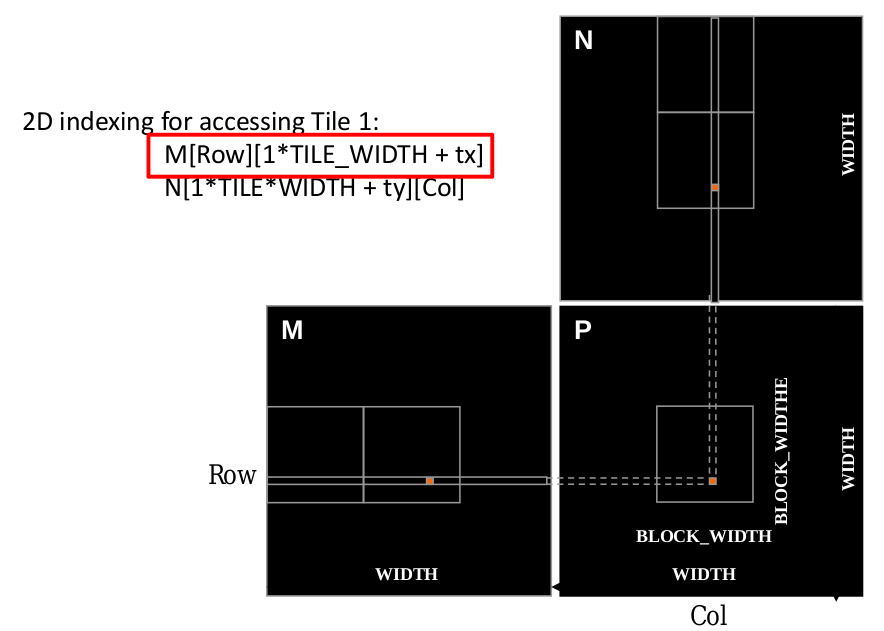 N
WIDTH
2D indexing for accessing Tile 1:
M[Row][1*TILE_WIDTH + tx]
N[1*TILE*WIDTH + ty][Col]
M
P
BLOCK_WIDTHE
WIDTH
Row
BLOCK_WIDTH
WIDTH
WIDTH
Col